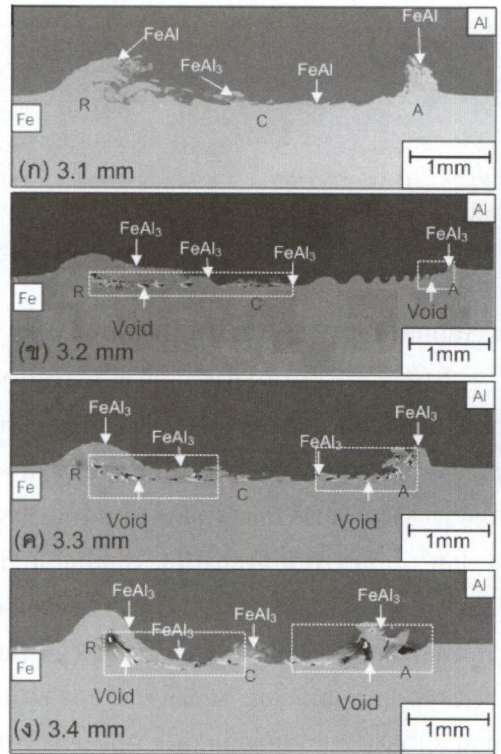 FeAl
FeAl
Al
FeAl₃
FeAl
R
C
A
Fe
(ก) 3.1 mm
1mm
Al
FeAl₃
FeAl₃
FeAl₃
FeAl₃
R
C
A
Fe
Void
Void
(ข) 3.2 mm
1mm
Al
FeAl₃
FeAl₃
FeAl₃
FeAl₃
R
C
A
Fe
Void
Void
(ค) 3.3 mm
1mm
Al
FeAl₃
FeAl₃
FeAl₃
FeAl₃
R
C
A
Fe
Void
Void
(ง) 3.4 mm
1mm